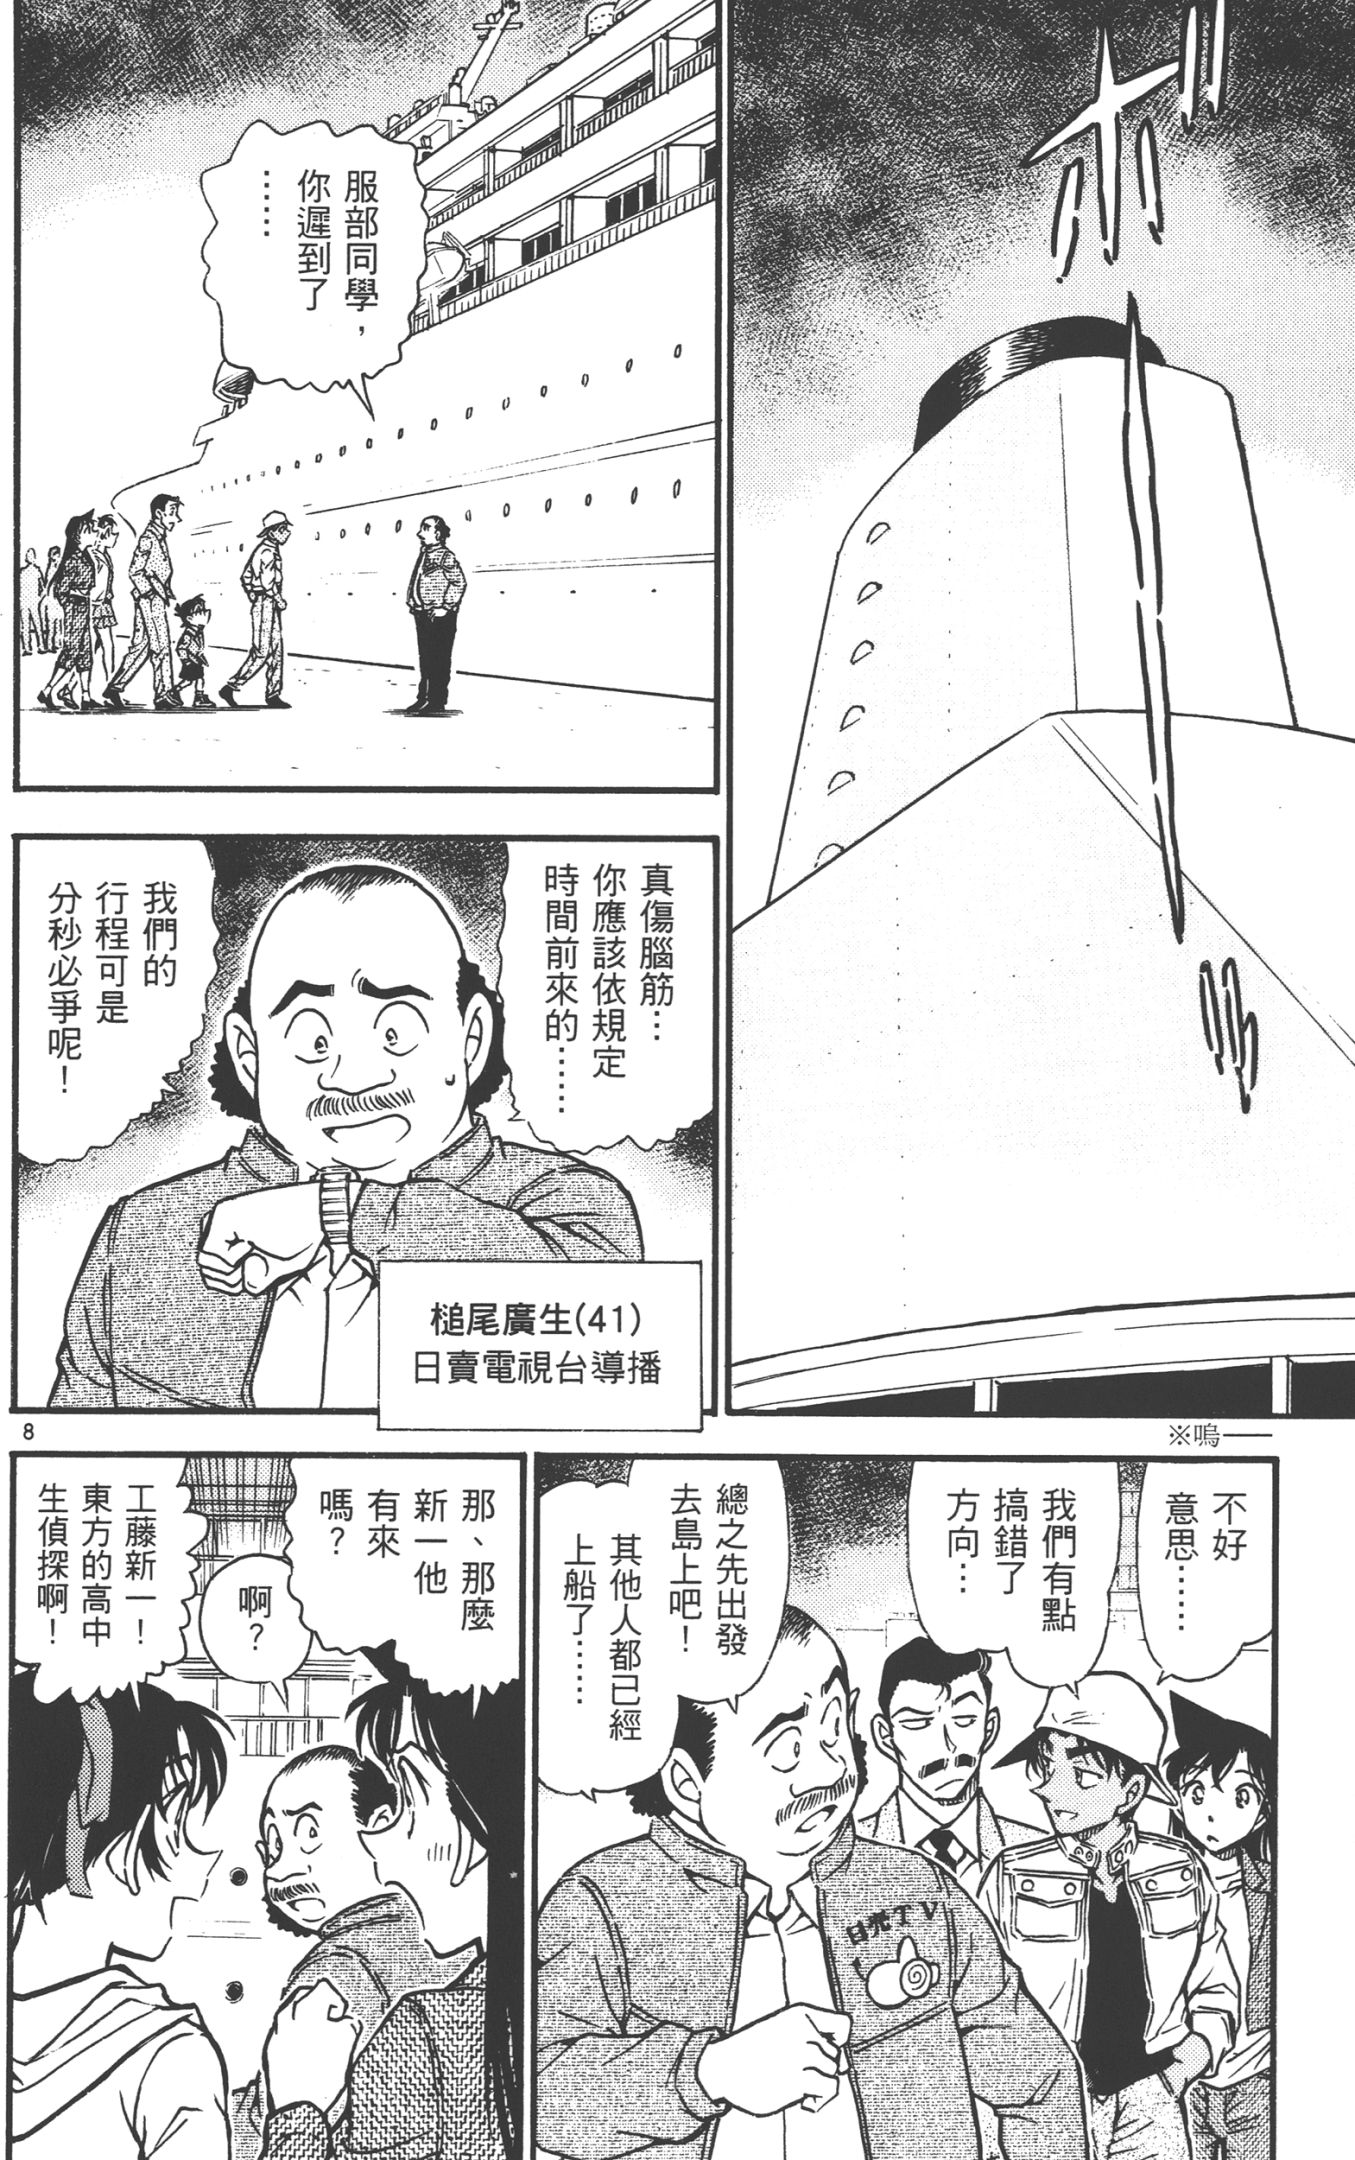 ボ
オ
※嗚──
服部同學，
你遲到了
……
真傷腦筋…
你應該依規定
時間前來的……
我們的
行程可是
分秒必爭呢！
槌尾廣生(41)
日賣電視台導播
8
不好
意思……
我們有點
搞錯了
方向…
總之先出發
去島上吧！
其他人都已經
上船了……
日売TV
那、那麼
新一他
有來
嗎？
啊？
工藤新一！
東方的高中
生偵探啊！